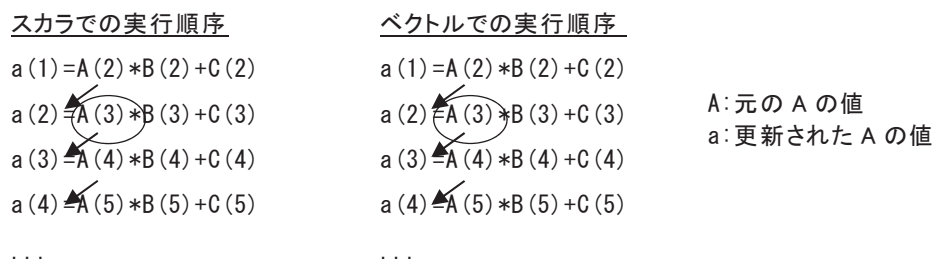 スカラでの実行順序
a(1)=A(2)*B(2)+C(2)
a(2)=A(3)*B(3)+C(3)
a(3)=A(4)*B(4)+C(4)
a(4)=A(5)*B(5)+C(5)
...
ベクトルでの実行順序
a(1)=A(2)*B(2)+C(2)
a(2)=A(3)*B(3)+C(3)
a(3)=A(4)*B(4)+C(4)
a(4)=A(5)*B(5)+C(5)
...
A:元の A の値
a:更新された A の値